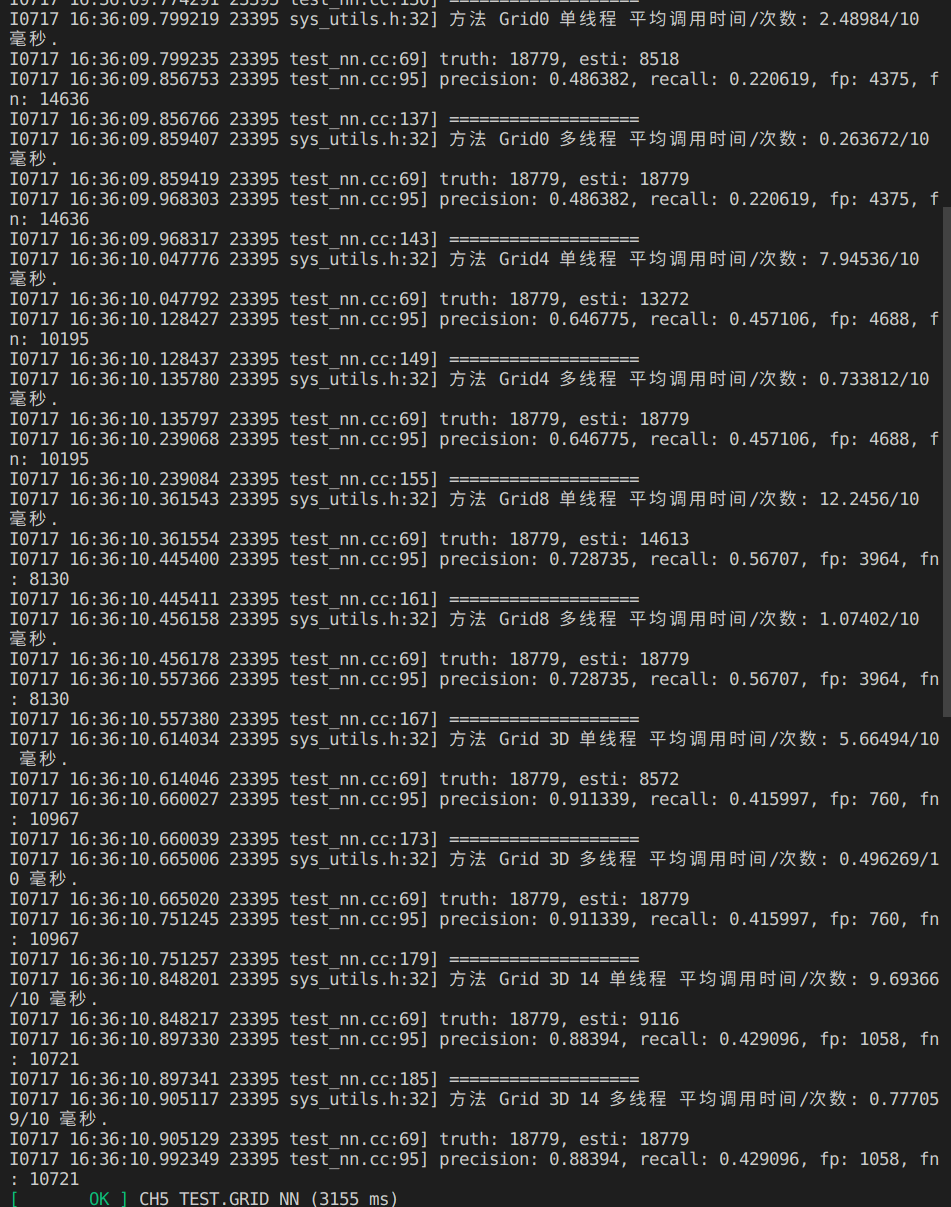 I0717 16:36:09.799219 23395 sys_utils.h:32] 方法 Grid0 单线程 平均调用时间/次数: 2.48984/10
毫秒.
I0717 16:36:09.799235 23395 test_nn.cc:69] truth: 18779, esti: 8518
I0717 16:36:09.856753 23395 test_nn.cc:95] precision: 0.486382, recall: 0.220619, fp: 4375, f
n: 14636
I0717 16:36:09.856766 23395 test_nn.cc:137] ===================
I0717 16:36:09.859407 23395 sys_utils.h:32] 方法 Grid0 多线程 平均调用时间/次数: 0.263672/10
毫秒.
I0717 16:36:09.859419 23395 test_nn.cc:69] truth: 18779, esti: 18779
I0717 16:36:09.968303 23395 test_nn.cc:95] precision: 0.486382, recall: 0.220619, fp: 4375, f
n: 14636
I0717 16:36:09.968317 23395 test_nn.cc:143] ===================
I0717 16:36:10.047776 23395 sys_utils.h:32] 方法 Grid4 单线程 平均调用时间/次数: 7.94536/10
毫秒.
I0717 16:36:10.047792 23395 test_nn.cc:69] truth: 18779, esti: 13272
I0717 16:36:10.128427 23395 test_nn.cc:95] precision: 0.646775, recall: 0.457106, fp: 4688, f
n: 10195
I0717 16:36:10.128437 23395 test_nn.cc:149] ===================
I0717 16:36:10.135780 23395 sys_utils.h:32] 方法 Grid4 多线程 平均调用时间/次数: 0.733812/10
毫秒.
I0717 16:36:10.135797 23395 test_nn.cc:69] truth: 18779, esti: 18779
I0717 16:36:10.239068 23395 test_nn.cc:95] precision: 0.646775, recall: 0.457106, fp: 4688, f
n: 10195
I0717 16:36:10.239084 23395 test_nn.cc:155] ===================
I0717 16:36:10.361543 23395 sys_utils.h:32] 方法 Grid8 单线程 平均调用时间/次数: 12.2456/10
毫秒.
I0717 16:36:10.361554 23395 test_nn.cc:69] truth: 18779, esti: 14613
I0717 16:36:10.445400 23395 test_nn.cc:95] precision: 0.728735, recall: 0.56707, fp: 3964, fn
: 8130
I0717 16:36:10.445411 23395 test_nn.cc:161] ===================
I0717 16:36:10.456158 23395 sys_utils.h:32] 方法 Grid8 多线程 平均调用时间/次数: 1.07402/10
毫秒.
I0717 16:36:10.456178 23395 test_nn.cc:69] truth: 18779, esti: 18779
I0717 16:36:10.557366 23395 test_nn.cc:95] precision: 0.728735, recall: 0.56707, fp: 3964, fn
: 8130
I0717 16:36:10.557380 23395 test_nn.cc:167] ===================
I0717 16:36:10.614034 23395 sys_utils.h:32] 方法 Grid 3D 单线程 平均调用时间/次数: 5.66494/10
 毫秒.
I0717 16:36:10.614046 23395 test_nn.cc:69] truth: 18779, esti: 8572
I0717 16:36:10.660027 23395 test_nn.cc:95] precision: 0.911339, recall: 0.415997, fp: 760, fn
: 10967
I0717 16:36:10.660039 23395 test_nn.cc:173] ===================
I0717 16:36:10.665006 23395 sys_utils.h:32] 方法 Grid 3D 多线程 平均调用时间/次数: 0.496269/1
0 毫秒.
I0717 16:36:10.665020 23395 test_nn.cc:69] truth: 18779, esti: 18779
I0717 16:36:10.751245 23395 test_nn.cc:95] precision: 0.911339, recall: 0.415997, fp: 760, fn
: 10967
I0717 16:36:10.751257 23395 test_nn.cc:179] ===================
I0717 16:36:10.848201 23395 sys_utils.h:32] 方法 Grid 3D 14 单线程 平均调用时间/次数: 9.69366
/10 毫秒.
I0717 16:36:10.848217 23395 test_nn.cc:69] truth: 18779, esti: 9116
I0717 16:36:10.897330 23395 test_nn.cc:95] precision: 0.88394, recall: 0.429096, fp: 1058, fn
: 10721
I0717 16:36:10.897341 23395 test_nn.cc:185] ===================
I0717 16:36:10.905117 23395 sys_utils.h:32] 方法 Grid 3D 14 多线程 平均调用时间/次数: 0.77705
9/10 毫秒.
I0717 16:36:10.905129 23395 test_nn.cc:69] truth: 18779, esti: 18779
I0717 16:36:10.992349 23395 test_nn.cc:95] precision: 0.88394, recall: 0.429096, fp: 1058, fn
: 10721
[       OK ] CH5 TEST.GRID NN (3155 ms)